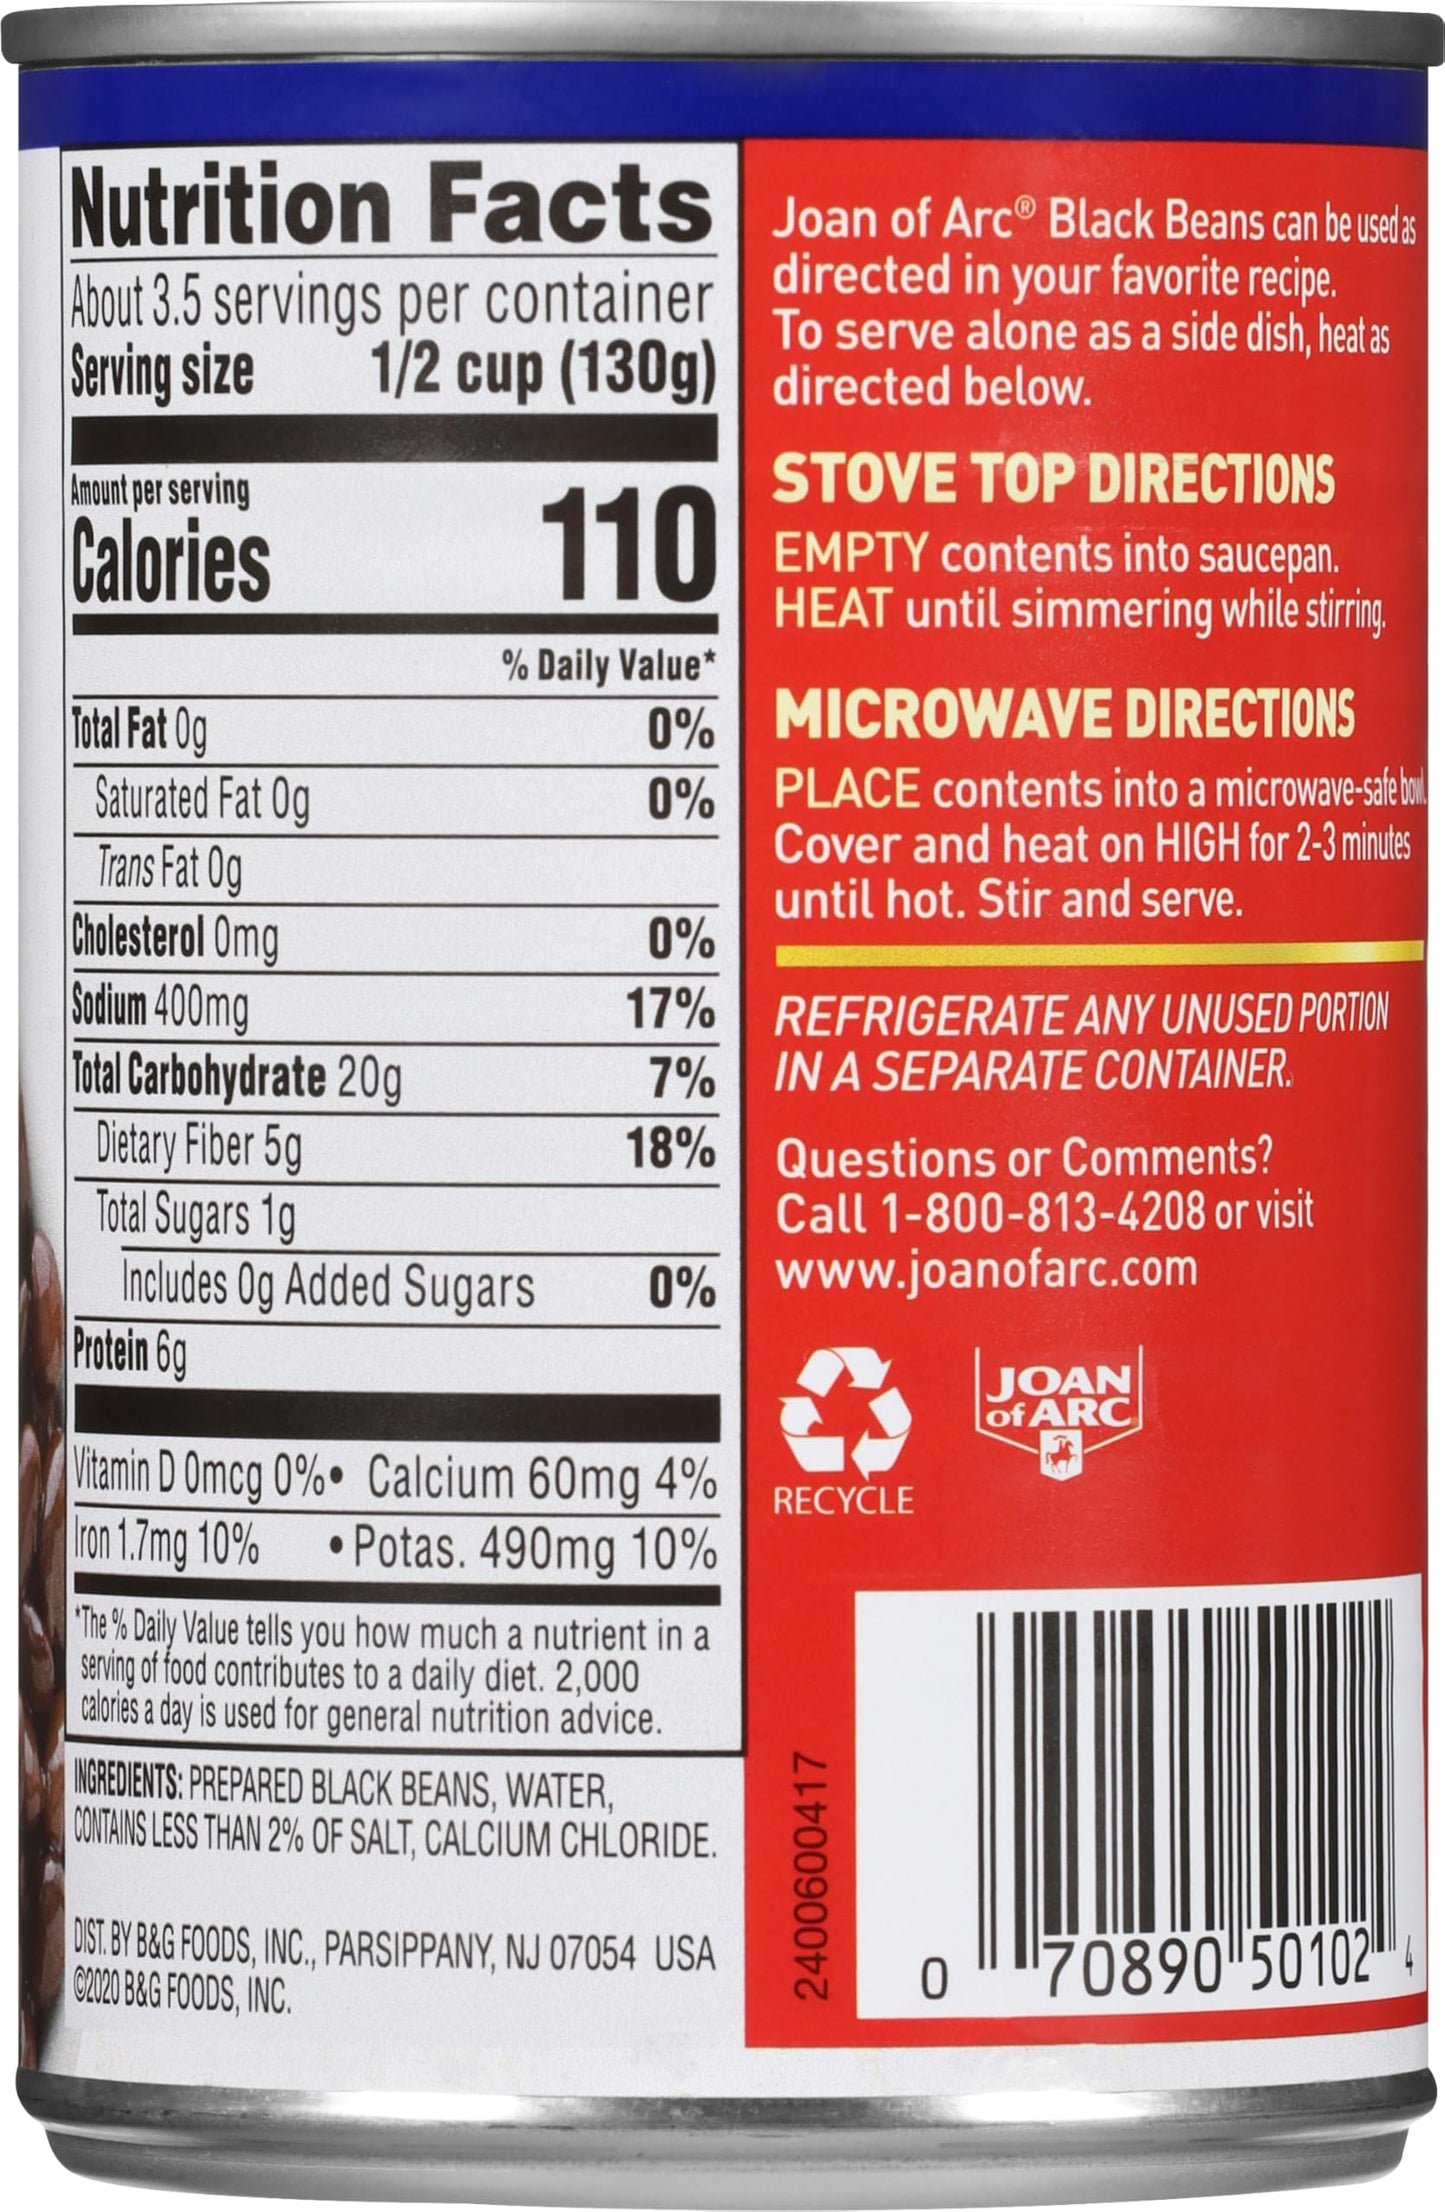 Nutrition Facts
About 3.5 servings per container
Serving size 1/2 cup (130g)
Amount per serving
Calories 110
% Daily Value*
Total Fat 0g 0%
Saturated Fat 0g 0%
Trans Fat 0g
Cholesterol 0mg 0%
Sodium 400mg 17%
Total Carbohydrate 20g 7%
Dietary Fiber 5g 18%
Total Sugars 1g
Includes 0g Added Sugars 0%
Protein 6g
Vitamin D 0mcg 0% • Calcium 60mg 4%
Iron 1.7mg 10% • Potas. 490mg 10%
*The % Daily Value tells you how much a nutrient in a
serving of food contributes to a daily diet. 2,000
calories a day is used for general nutrition advice.
INGREDIENTS: PREPARED BLACK BEANS, WATER,
CONTAINS LESS THAN 2% OF SALT, CALCIUM CHLORIDE.
DIST. BY B&G FOODS, INC., PARSIPPANY, NJ 07054 USA
©2020 B&G FOODS, INC.
Joan of Arc® Black Beans can be used as
directed in your favorite recipe.
To serve alone as a side dish, heat as
directed below.
STOVE TOP DIRECTIONS
EMPTY contents into saucepan.
HEAT until simmering while stirring.
MICROWAVE DIRECTIONS
PLACE contents into a microwave-safe bowl.
Cover and heat on HIGH for 2-3 minutes
until hot. Stir and serve.
REFRIGERATE ANY UNUSED PORTION
IN A SEPARATE CONTAINER.
Questions or Comments?
Call 1-800-813-4208 or visit
www.joanofarc.com
RECYCLE
JOAN
of ARC®
2400600417
0 70890 50102 4